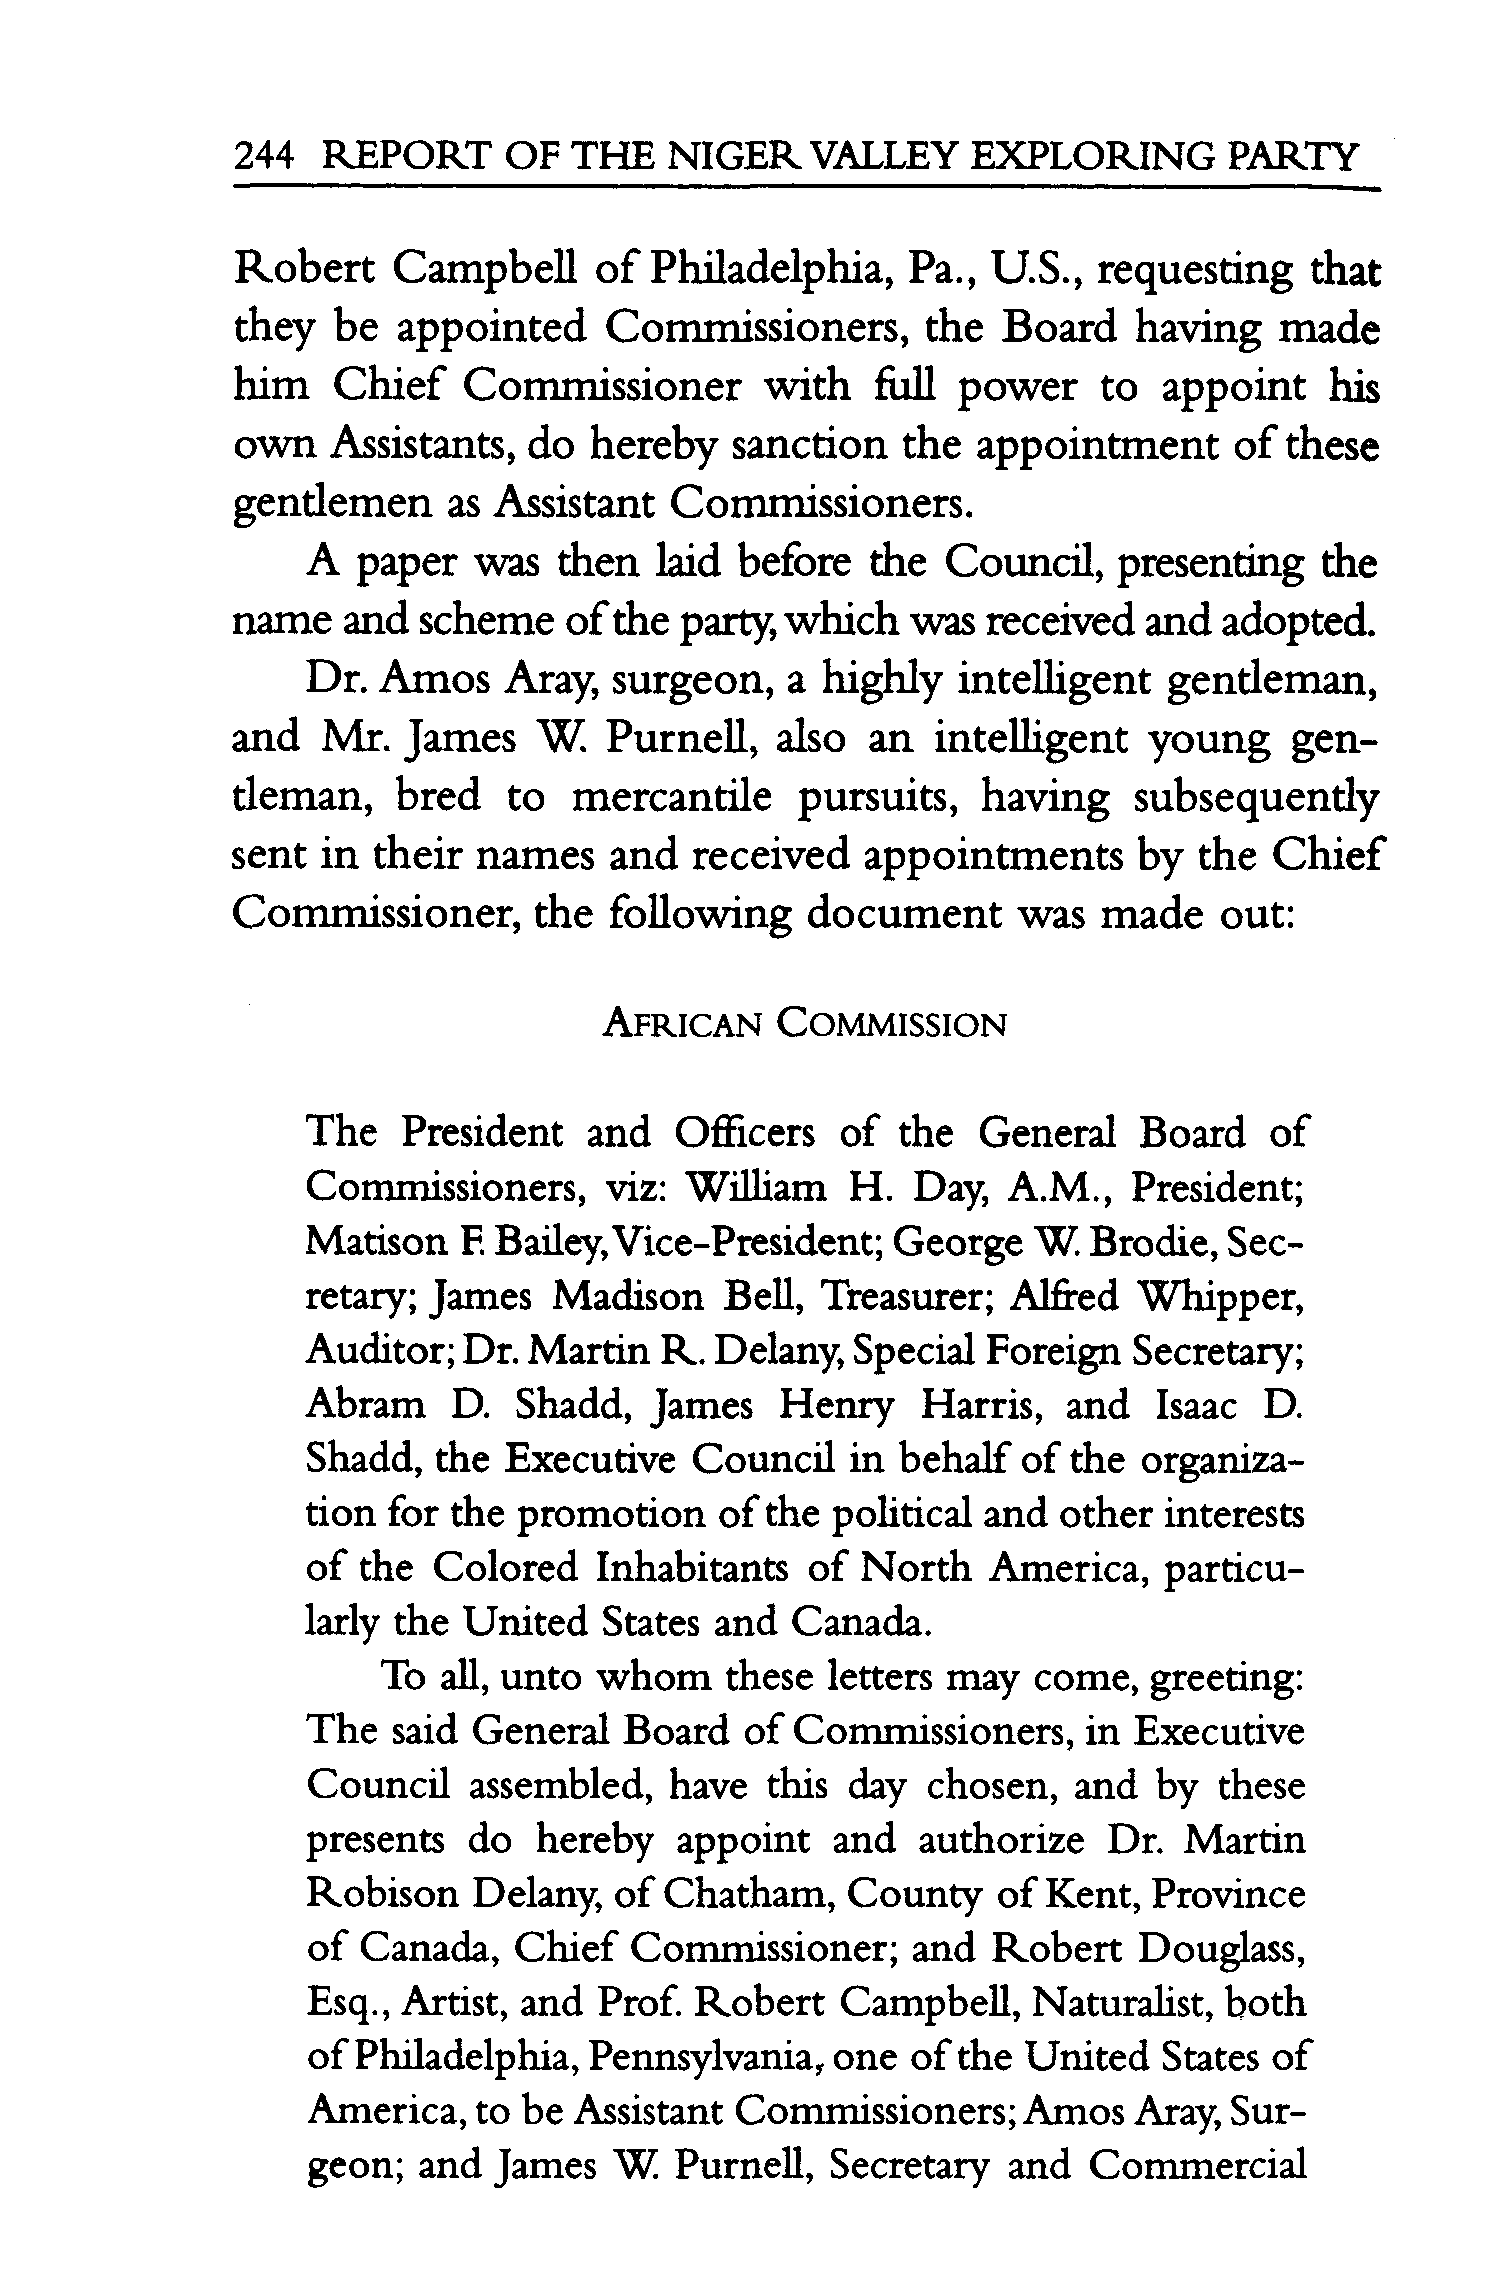 244 REPORT OF THE NIGER VALLEY EXPLORING PARTY
Robert Campbell of Philadelphia, Pa., U.S., requesting that
they be appointed Commissioners, the Board having made
him Chief Commissioner with full power to appoint his
own Assistants, do hereby sanction the appointment of these
gentlemen as Assistant Commissioners.
A paper was then laid before the Council, presenting the
name and scheme of the party, which was received and adopted.
Dr. Amos Aray, surgeon, a highly intelligent gentleman,
and Mr. James W. Purnell, also an intelligent young gen-
tleman, bred to mercantile pursuits, having subsequently
sent in their names and received appointments by the Chief
Commissioner, the following document was made out:
AFRICAN COMMISSION
The President and Officers of the General Board of
Commissioners, viz: William H. Day, A.M., President;
Matison F. Bailey, Vice-President; George W. Brodie, Sec-
retary; James Madison Bell, Treasurer; Alfred Whipper,
Auditor; Dr. Martin R. Delany, Special Foreign Secretary;
Abram D. Shadd, James Henry Harris, and Isaac D.
Shadd, the Executive Council in behalf of the organiza-
tion for the promotion of the political and other interests
of the Colored Inhabitants of North America, particu-
larly the United States and Canada.
To all, unto whom these letters may come, greeting:
The said General Board of Commissioners, in Executive
Council assembled, have this day chosen, and by these
presents do hereby appoint and authorize Dr. Martin
Robison Delany, of Chatham, County of Kent, Province
of Canada, Chief Commissioner; and Robert Douglass,
Esq., Artist, and Prof. Robert Campbell, Naturalist, both
of Philadelphia, Pennsylvania, one of the United States of
America, to be Assistant Commissioners; Amos Aray, Sur-
geon; and James W. Purnell, Secretary and Commercial